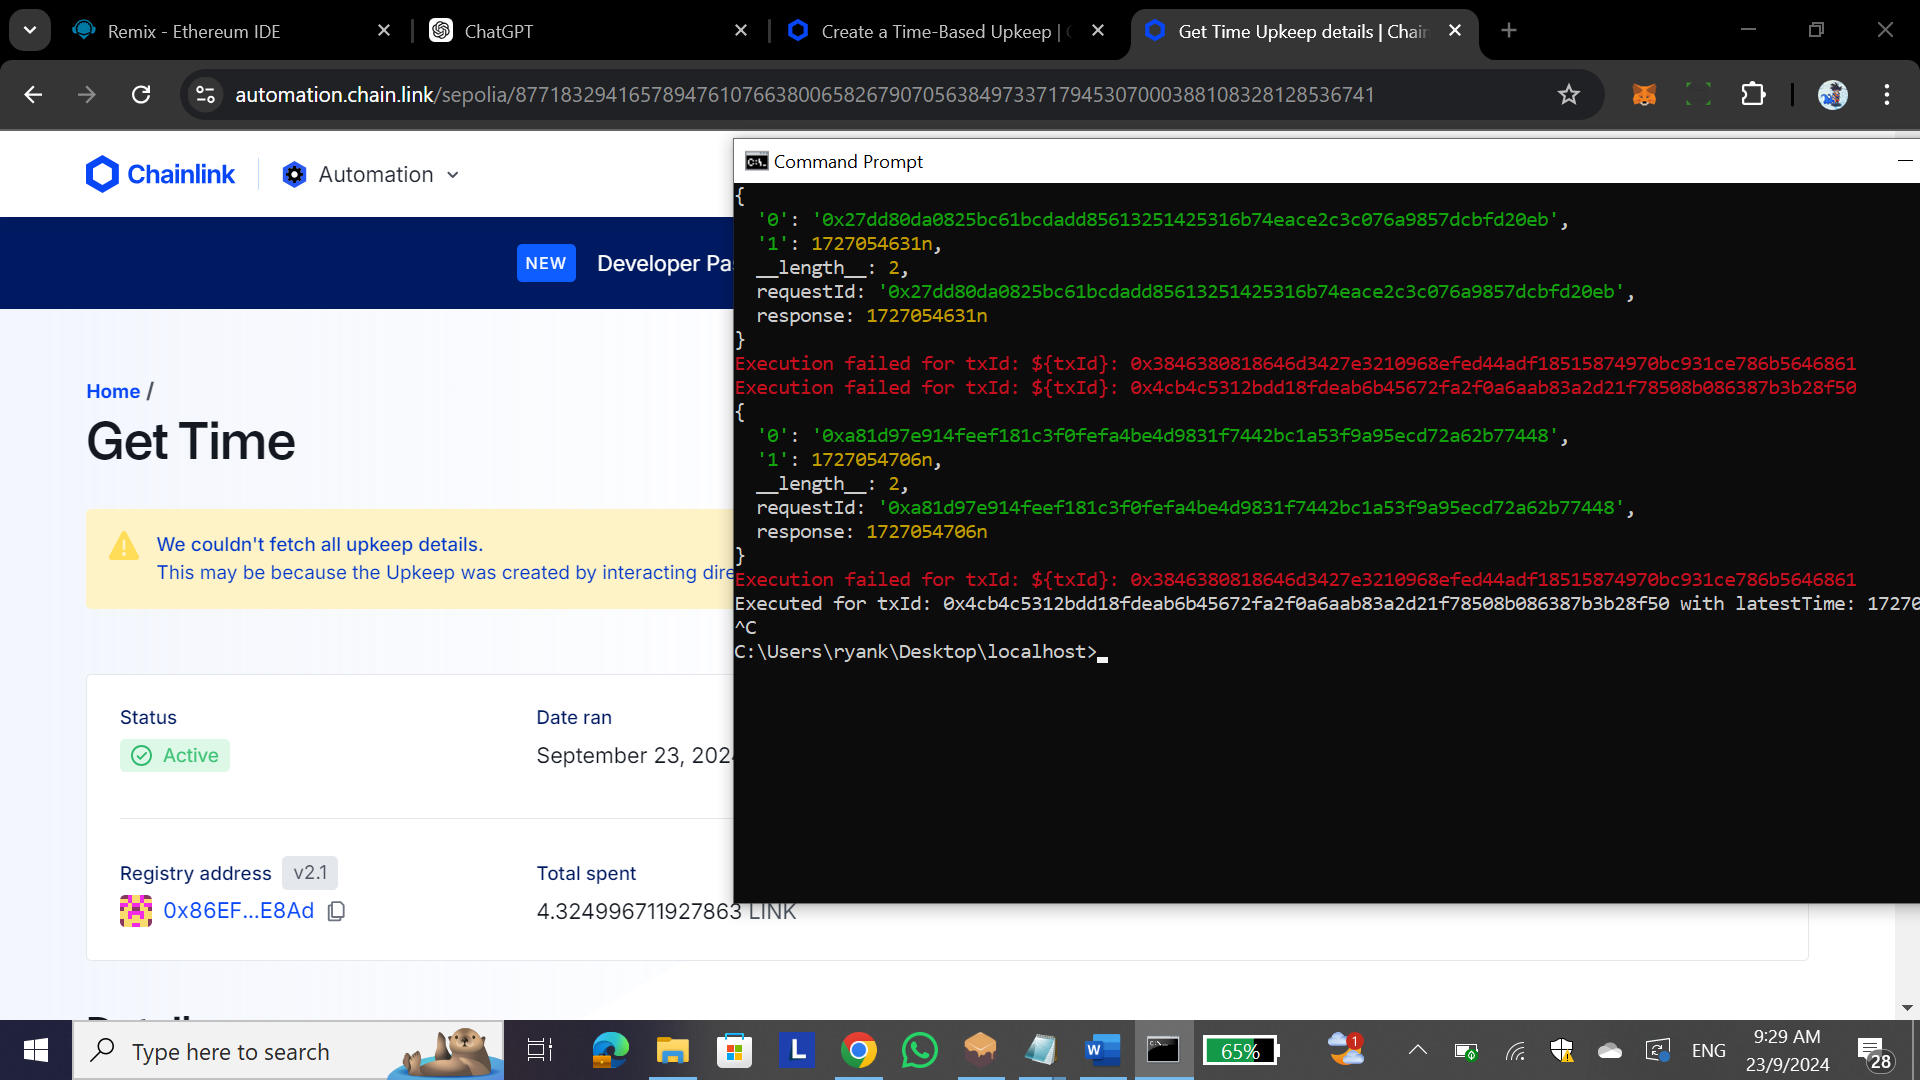 Remix - Ethereum IDE
ChatGPT
Create a Time-Based Upkeep |
Get Time Upkeep details | Chain
automation.chain.link/sepolia/87718329416578947610766380065826790705638497337179453070003881083281285367​41
Chainlink
Automation
NEW Developer Pas
Home /
Get Time
We couldn't fetch all upkeep details.
This may be because the Upkeep was created by interacting dire
Status
Active
Date ran
September 23, 2024
Registry address v2.1
0x86EF...E8Ad
Total spent
4.324996711927863 LINK
Command Prompt
{
'0': '0x27dd80da0825bc61bcdadd85613251425316b74eace2c3c076a9857dcbfd20eb',
'1': 1727054631n,
__length__: 2,
requestId: '0x27dd80da0825bc61bcdadd85613251425316b74eace2c3c076a9857dcbfd20eb',
response: 1727054631n
}
Execution failed for txId: ${txId}: 0x3846380818646d3427e3210968efed44adf18515874970bc931ce786b5646861
Execution failed for txId: ${txId}: 0x4cb4c5312bdd18fdeab6b45672fa2f0a6aab83a2d21f78508b086387b3b28f50
{
'0': '0xa81d97e914feef181c3f0fefa4be4d9831f7442bc1a53f9a95ecd72a62b77448',
'1': 1727054706n,
__length__: 2,
requestId: '0xa81d97e914feef181c3f0fefa4be4d9831f7442bc1a53f9a95ecd72a62b77448',
response: 1727054706n
}
Execution failed for txId: ${txId}: 0x3846380818646d3427e3210968efed44adf18515874970bc931ce786b5646861
Executed for txId: 0x4cb4c5312bdd18fdeab6b45672fa2f0a6aab83a2d21f78508b086387b3b28f50 with latestTime: 17270
^C
C:\Users\ryank\Desktop\localhost>
Type here to search
L
65%
1
ENG
9:29 AM
23/9/2024
28